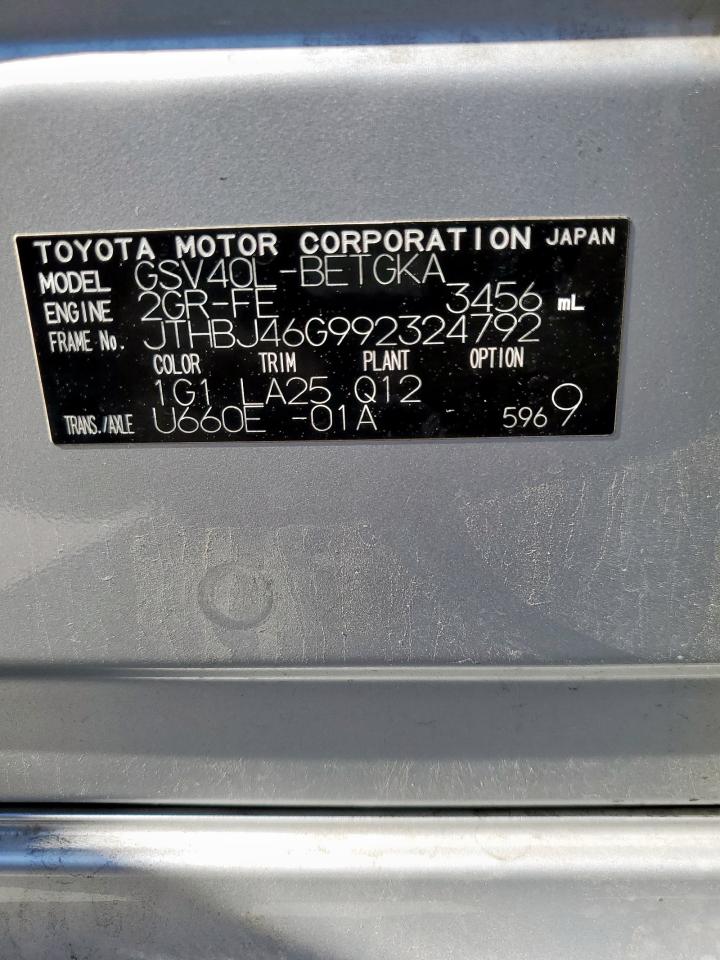 TOYOTA MOTOR CORPORATION JAPAN
MODEL GSV40L-BETGKA
ENGINE 2GR-FE 3456 mL
FRAME No. JTHBJ46G992324792
COLOR TRIM PLANT OPTION
1G1 LA25 Q12
TRANS./AXLE U660E -01A 596 9